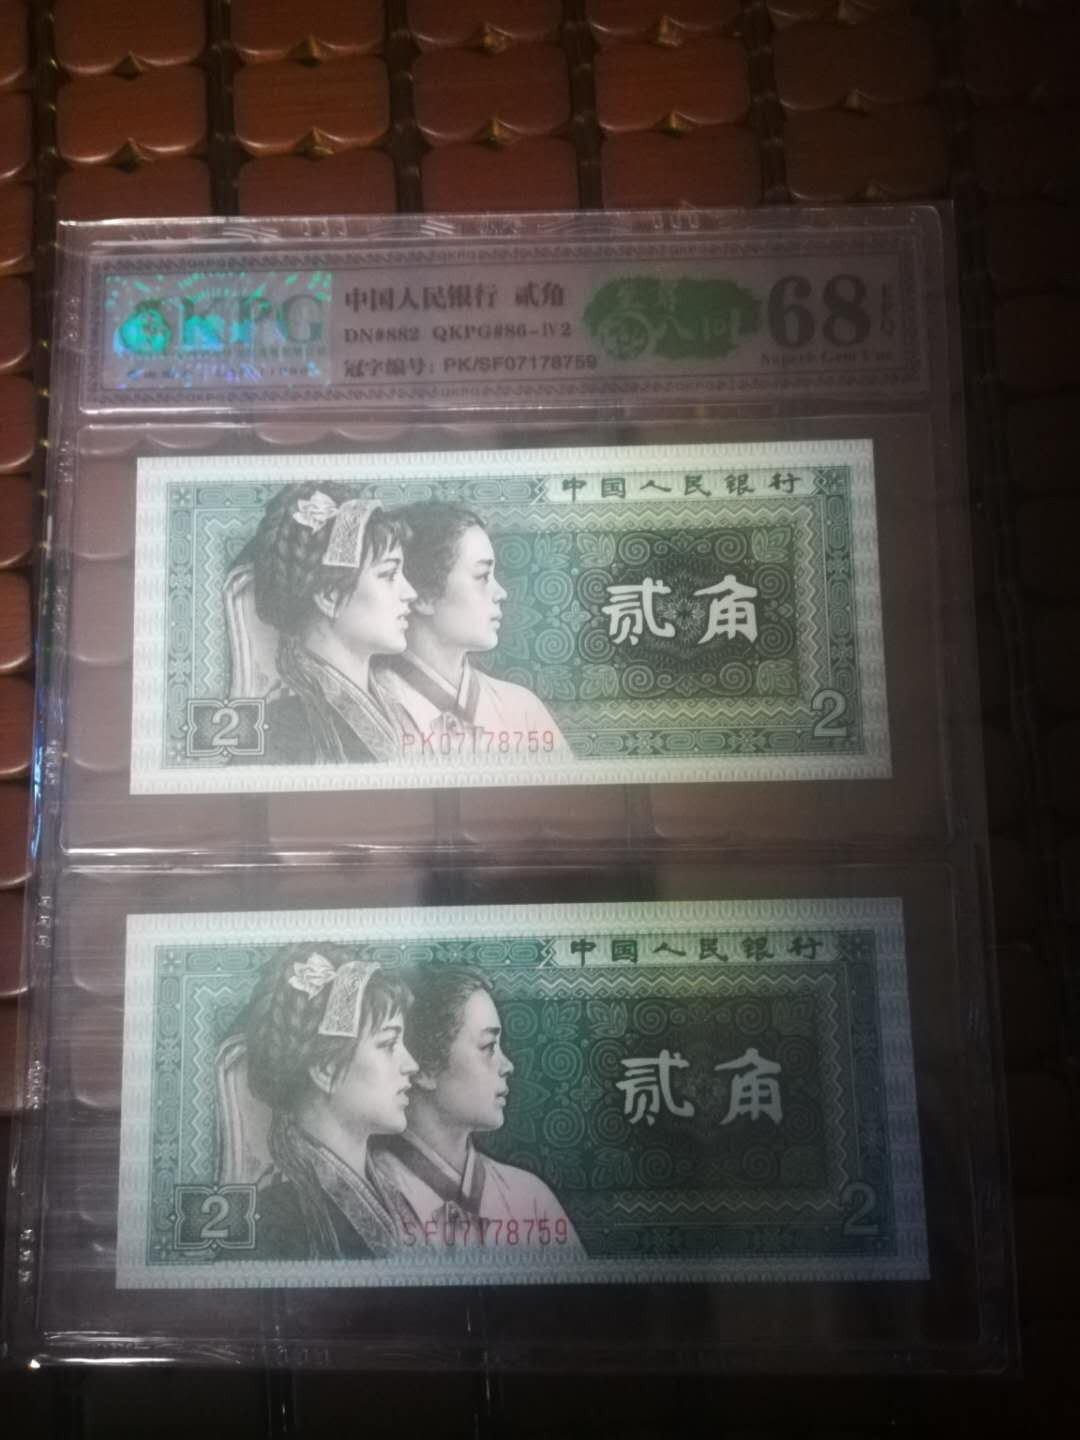 QKPG
中国人民银行 贰角
DN#882 QKPG#86-Ⅳ2
冠字编号: PK/SF07178759
68
EPQ
Superb Gem Unc
中国人民银行
贰角
2
2
PK07178759
中国人民银行
贰角
2
2
SF07178759